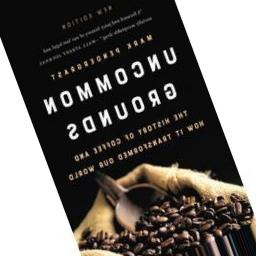 NEW EDITION
MARK PENDERGRAST
UNCOMMON
GROUNDS
THE HISTORY OF COFFEE AND
HOW IT TRANSFORMED OUR WORLD